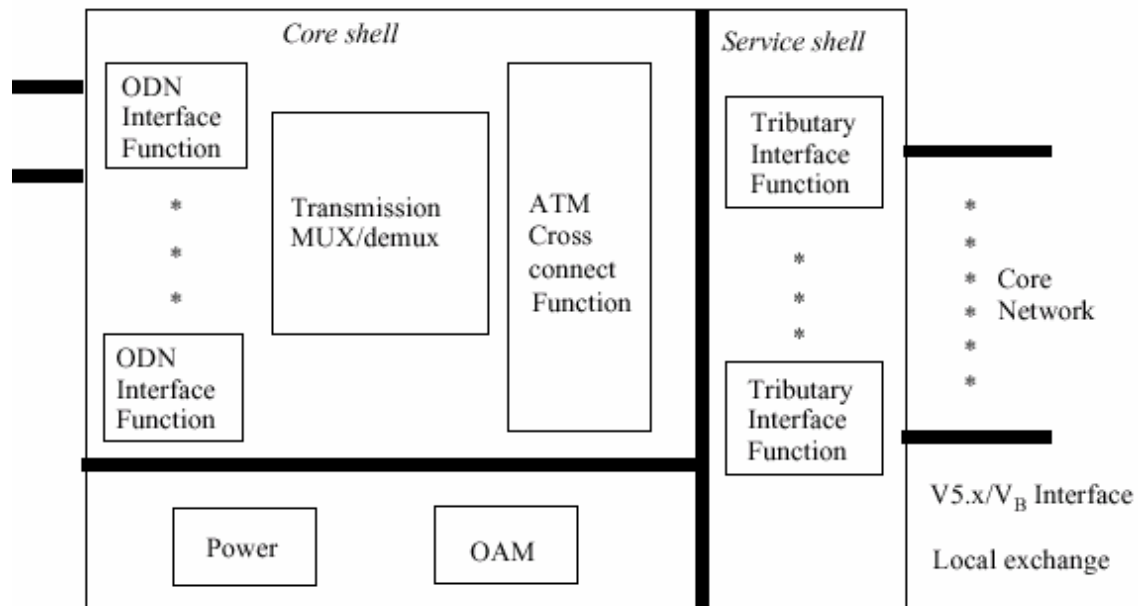 Core shell
Service shell
ODN
Interface
Function
*
*
*
ODN
Interface
Function
Transmission
MUX/demux
ATM
Cross
connect
Function
Tributary
Interface
Function
*
*
*
Tributary
Interface
Function
*
*
*
*
*
*
Core
Network
Power
OAM
V5.x/VB Interface
Local exchange